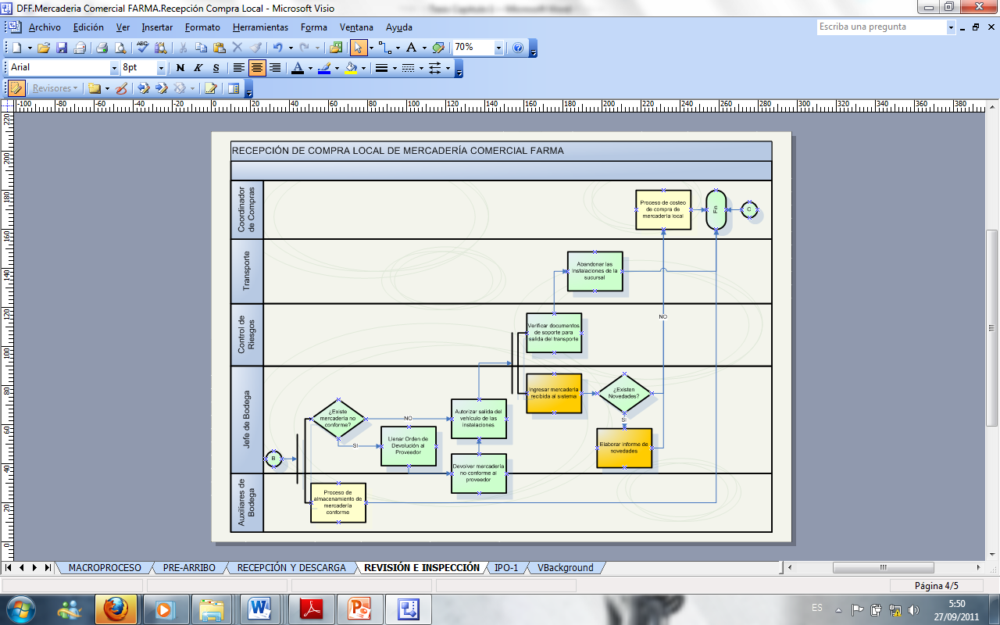 DFF.Mercaderia Comercial FARMA.Recepción Compra Local - Microsoft Visio
Archivo Edición Ver Insertar Formato Herramientas Forma Ventana Ayuda
Escriba una pregunta
70%
Arial 8pt N K S
Revisores
-100 -80 -60 -40 -20 0 20 40 60 80 100 120 140 160 180 200 220 240 260 280 300 320 340 360 380
220
200
180
160
140
120
100
80
60
40
20
0
RECEPCIÓN DE COMPRA LOCAL DE MERCADERÍA COMERCIAL FARMA
Coordinador
de Compras
Proceso de costeo
de compra de
mercadería local
Fin
C
Transporte
Abandonar las
instalaciones de la
sucursal
Control de
Riesgos
Verificar documentos
de soporte para
salida del transporte
NO
Jefe de Bodega
Ingresar mercadería
recibida al sistema
¿Existen
Novedades?
SI
Elaborar informe de
novedades
¿Existe
mercadería no
conforme?
NO
Autorizar salida del
vehículo de las
instalaciones
SI
Llenar Orden de
Devolución al
Proveedor
B
Devolver mercadería
no conforme al
proveedor
Auxiliares de
Bodega
Proceso de
almacenamiento de
mercadería
conforme
MACROPROCESO PRE-ARRIBO RECEPCIÓN Y DESCARGA REVISIÓN E INSPECCIÓN IPO-1 VBackground
Página 4/5
ES
5:50
27/09/2011